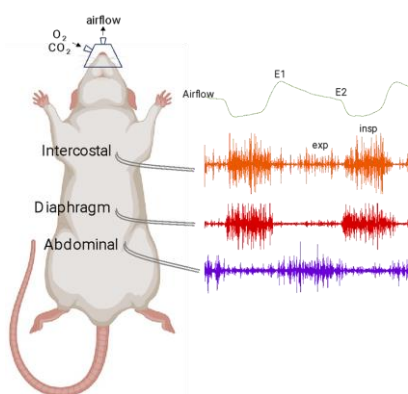 airflow
O2
CO2
E1
Airflow
E2
insp
Intercostal
exp
Diaphragm
Abdominal